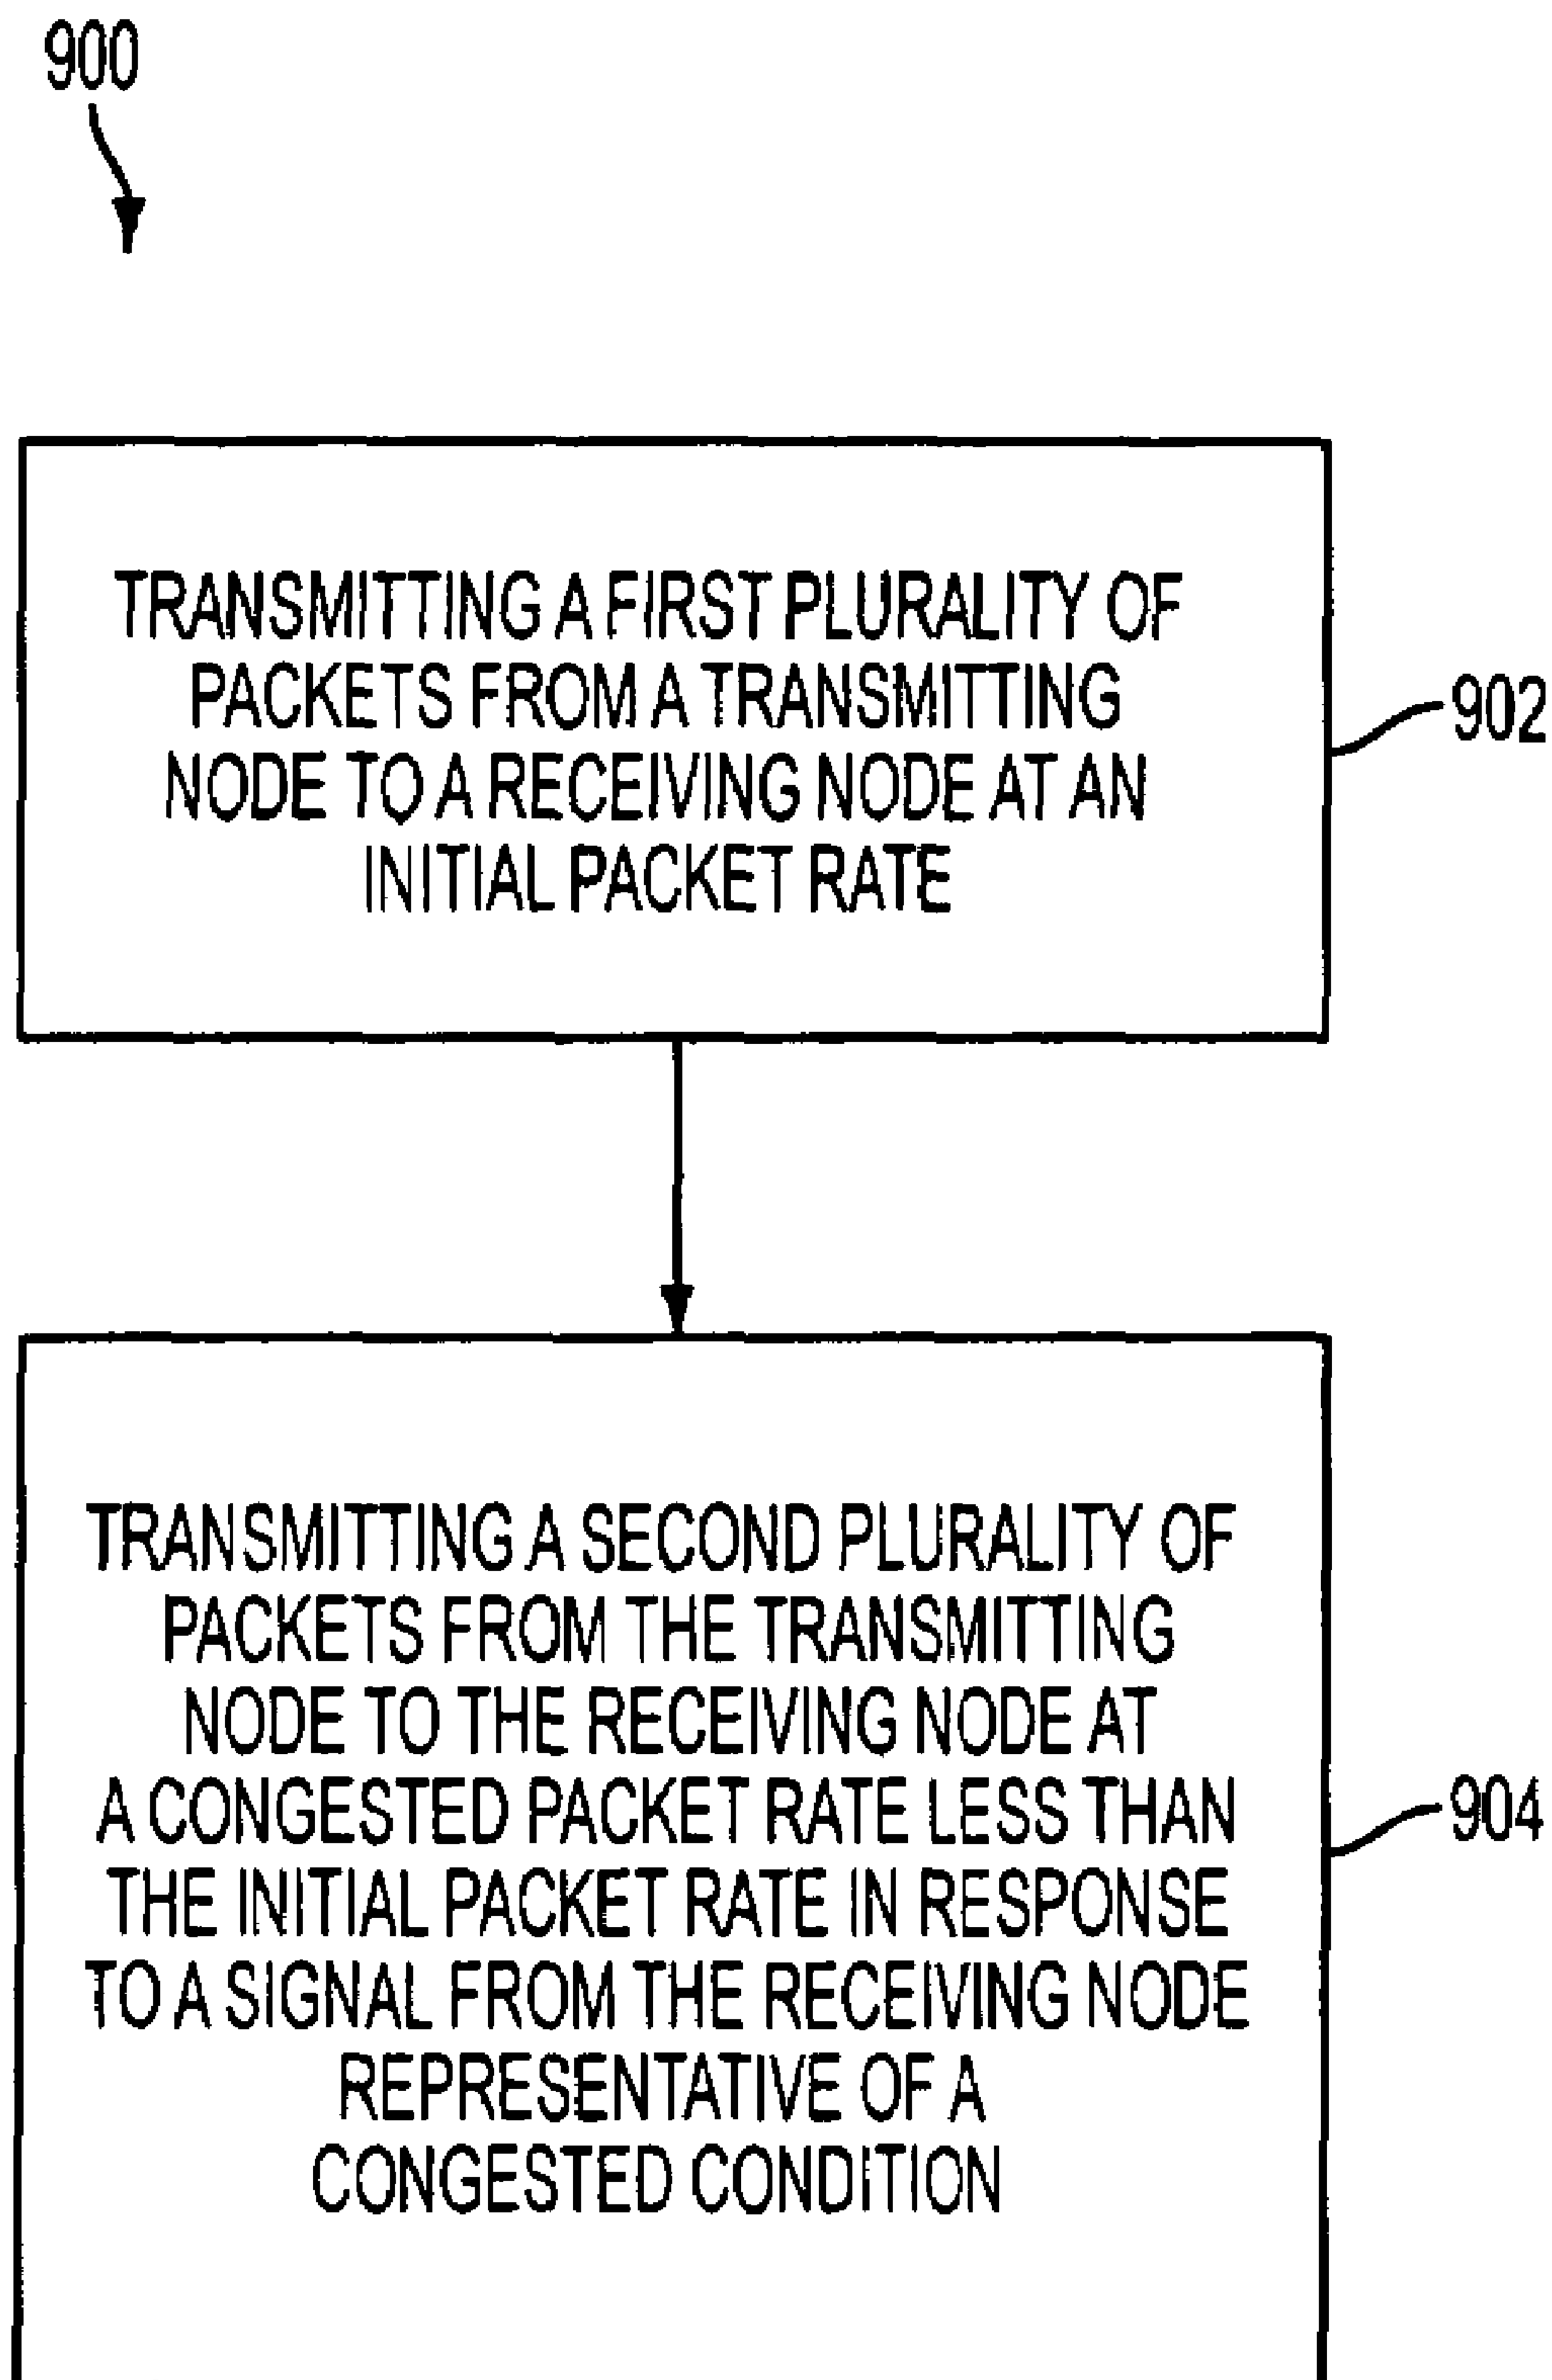 900
TRANSMITTING A FIRST PLURALITY OF
PACKETS FROM A TRANSMITTING
NODE TO A RECEIVING NODE AT AN
INITIAL PACKET RATE
902
TRANSMITTING A SECOND PLURALITY OF
PACKETS FROM THE TRANSMITTING
NODE TO THE RECEIVING NODE AT
A CONGESTED PACKET RATE LESS THAN
THE INITIAL PACKET RATE IN RESPONSE
TO A SIGNAL FROM THE RECEIVING NODE
REPRESENTATIVE OF A
CONGESTED CONDITION
904